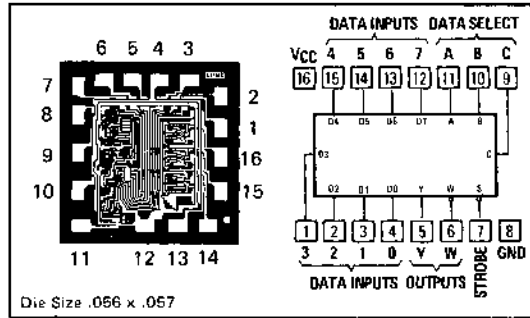 6 5 4 3
7
2
8
1
9
16
10
15
11 12 13 14
Die Size .056 x .057
DATA INPUTS DATA SELECT
VCC 4 5 6 7 A B C
16 15 14 13 12 11 10 9
D4 D5 D6 D7 A B
D3 C
D2 D1 D0 Y W S
1 2 3 4 5 6 7 8
3 2 1 0 Y W STROBE GND
DATA INPUTS OUTPUTS